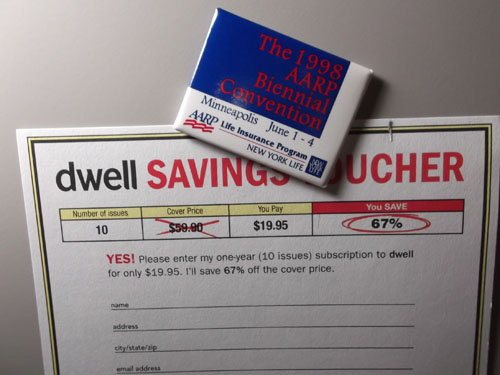 The 1998
AARP
Biennial
Convention
Minneapolis June 1 - 4
AARP Life Insurance Program
NEW YORK LIFE
dwell SAVINGS OUCHER
Number of issues Cover Price You Pay You SAVE
10 $59.90 $19.95 67%
YES! Please enter my one-year (10 issues) subscription to dwell
for only $19.95. I'll save 67% off the cover price.
name
address
city/state/zip
email address